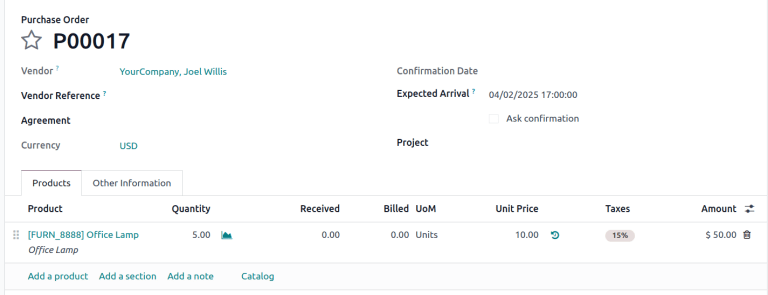 Purchase Order
P00017
Vendor ? YourCompany, Joel Willis Confirmation Date
Vendor Reference ? Expected Arrival ? 04/02/2025 17:00:00
Agreement Ask confirmation
Currency USD Project
Products Other Information
Product Quantity Received Billed UoM Unit Price Taxes Amount
[FURN_8888] Office Lamp 5.00 0.00 0.00 Units 10.00 15% $ 50.00
Office Lamp
Add a product Add a section Add a note Catalog